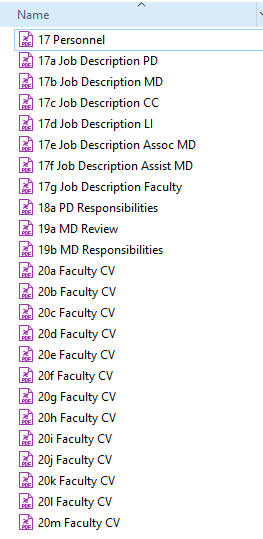 Name
17 Personnel
17a Job Description PD
17b Job Description MD
17c Job Description CC
17d Job Description LI
17e Job Description Assoc MD
17f Job Description Assist MD
17g Job Description Faculty
18a PD Responsibilities
19a MD Review
19b MD Responsibilities
20a Faculty CV
20b Faculty CV
20c Faculty CV
20d Faculty CV
20e Faculty CV
20f Faculty CV
20g Faculty CV
20h Faculty CV
20i Faculty CV
20j Faculty CV
20k Faculty CV
20l Faculty CV
20m Faculty CV